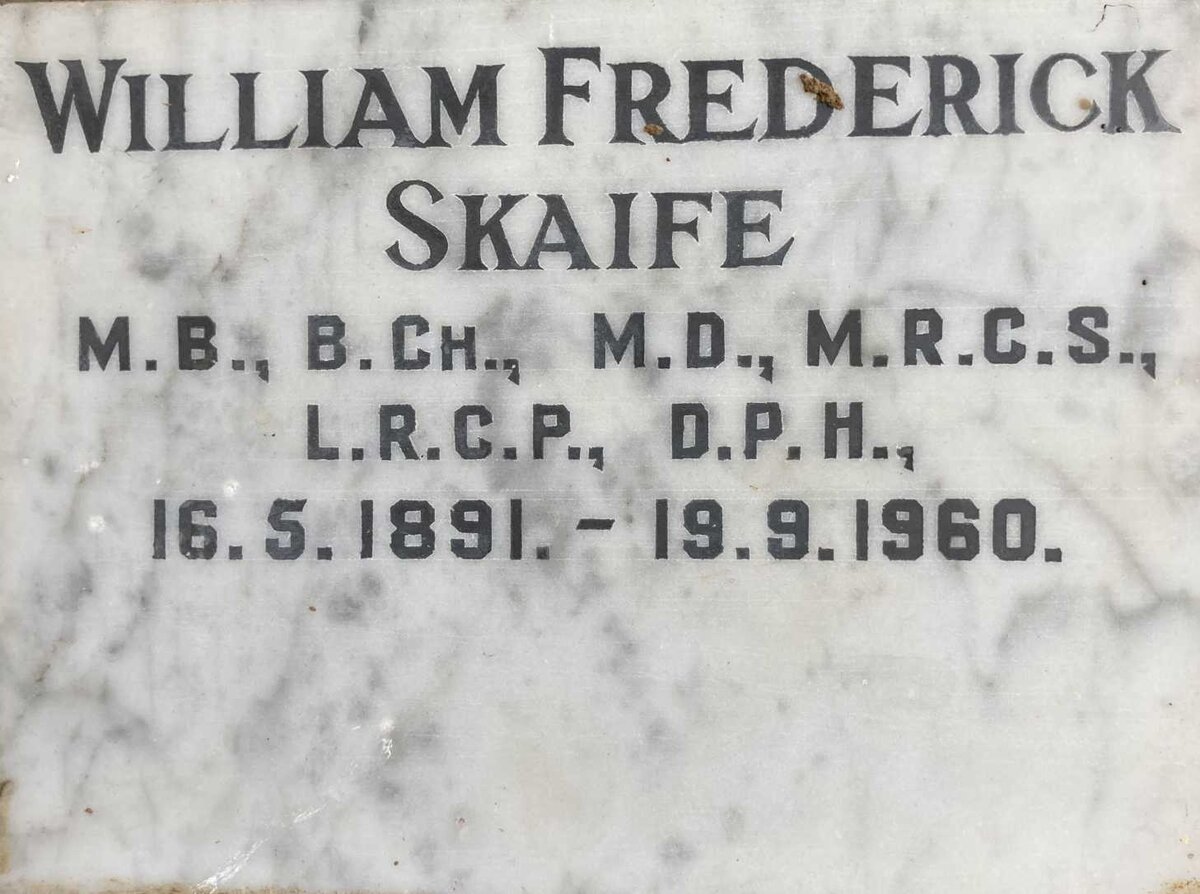 WILLIAM FREDERICK
SKAIFE
M.B., B.CH., M.D., M.R.C.S.,
L.R.C.P., D.P.H.,
16.5.1891. - 19.9.1960.